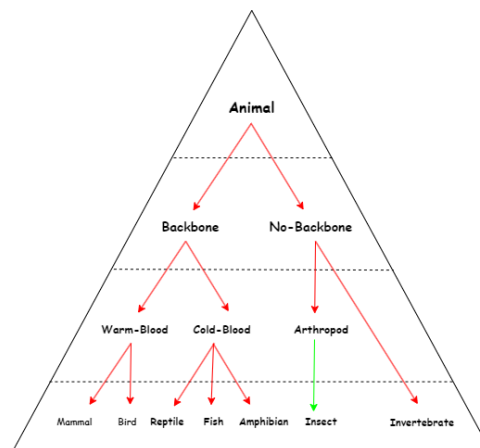 Animal
Backbone No-Backbone
Warm-Blood Cold-Blood Arthropod
Mammal Bird Reptile Fish Amphibian Insect Invertebrate